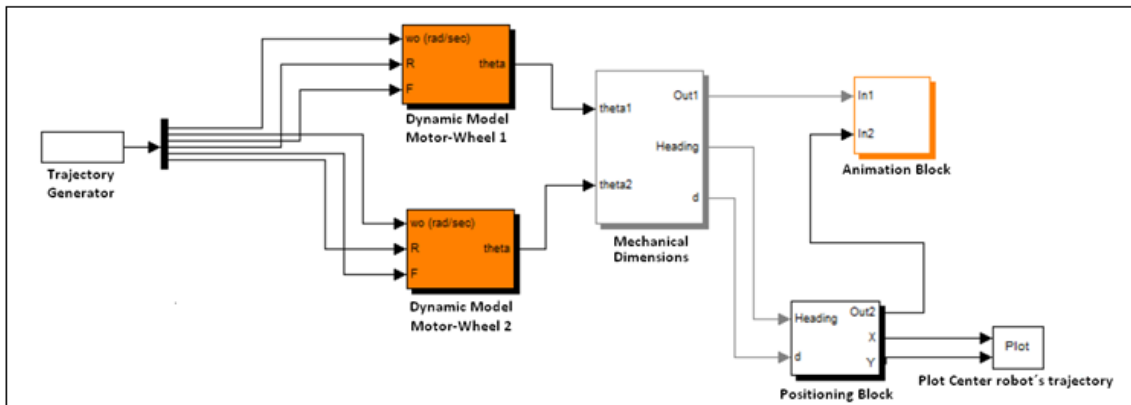 Trajectory
Generator
wo (rad/sec)
R
F
theta
Dynamic Model
Motor-Wheel 1
wo (rad/sec)
R
F
theta
Dynamic Model
Motor-Wheel 2
theta1
theta2
Out1
Heading
d
Mechanical
Dimensions
In1
In2
Animation Block
Heading
d
Out2
X
Y
Positioning Block
Plot
Plot Center robot´s trajectory